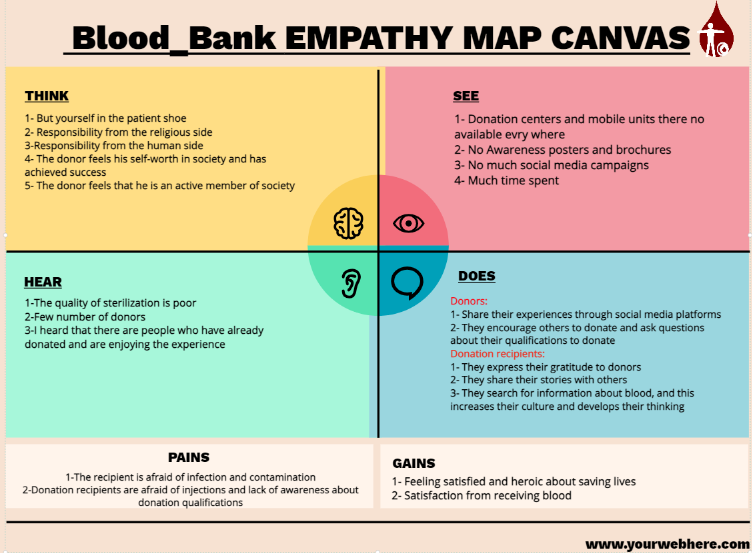 Blood_Bank EMPATHY MAP CANVAS
THINK
1- But yourself in the patient shoe
2- Responsibility from the religious side
3-Responsibility from the human side
4- The donor feels his self-worth in society and has
achieved success
5- The donor feels that he is an active member of society
SEE
1- Donation centers and mobile units there no
available evry where
2- No Awareness posters and brochures
3- No much social media campaigns
4- Much time spent
HEAR
1-The quality of sterilization is poor
2-Few number of donors
3-I heard that there are people who have already
donated and are enjoying the experience
DOES
Donors:
1- Share their experiences through social media platforms
2- They encourage others to donate and ask questions
about their qualifications to donate
Donation recipients:
1- They express their gratitude to donors
2- They share their stories with others
3- They search for information about blood, and this
increases their culture and develops their thinking
PAINS
1-The recipient is afraid of infection and contamination
2-Donation recipients are afraid of injections and lack of awareness about
donation qualifications
GAINS
1- Feeling satisfied and heroic about saving lives
2- Satisfaction from receiving blood
www.yourwebhere.com